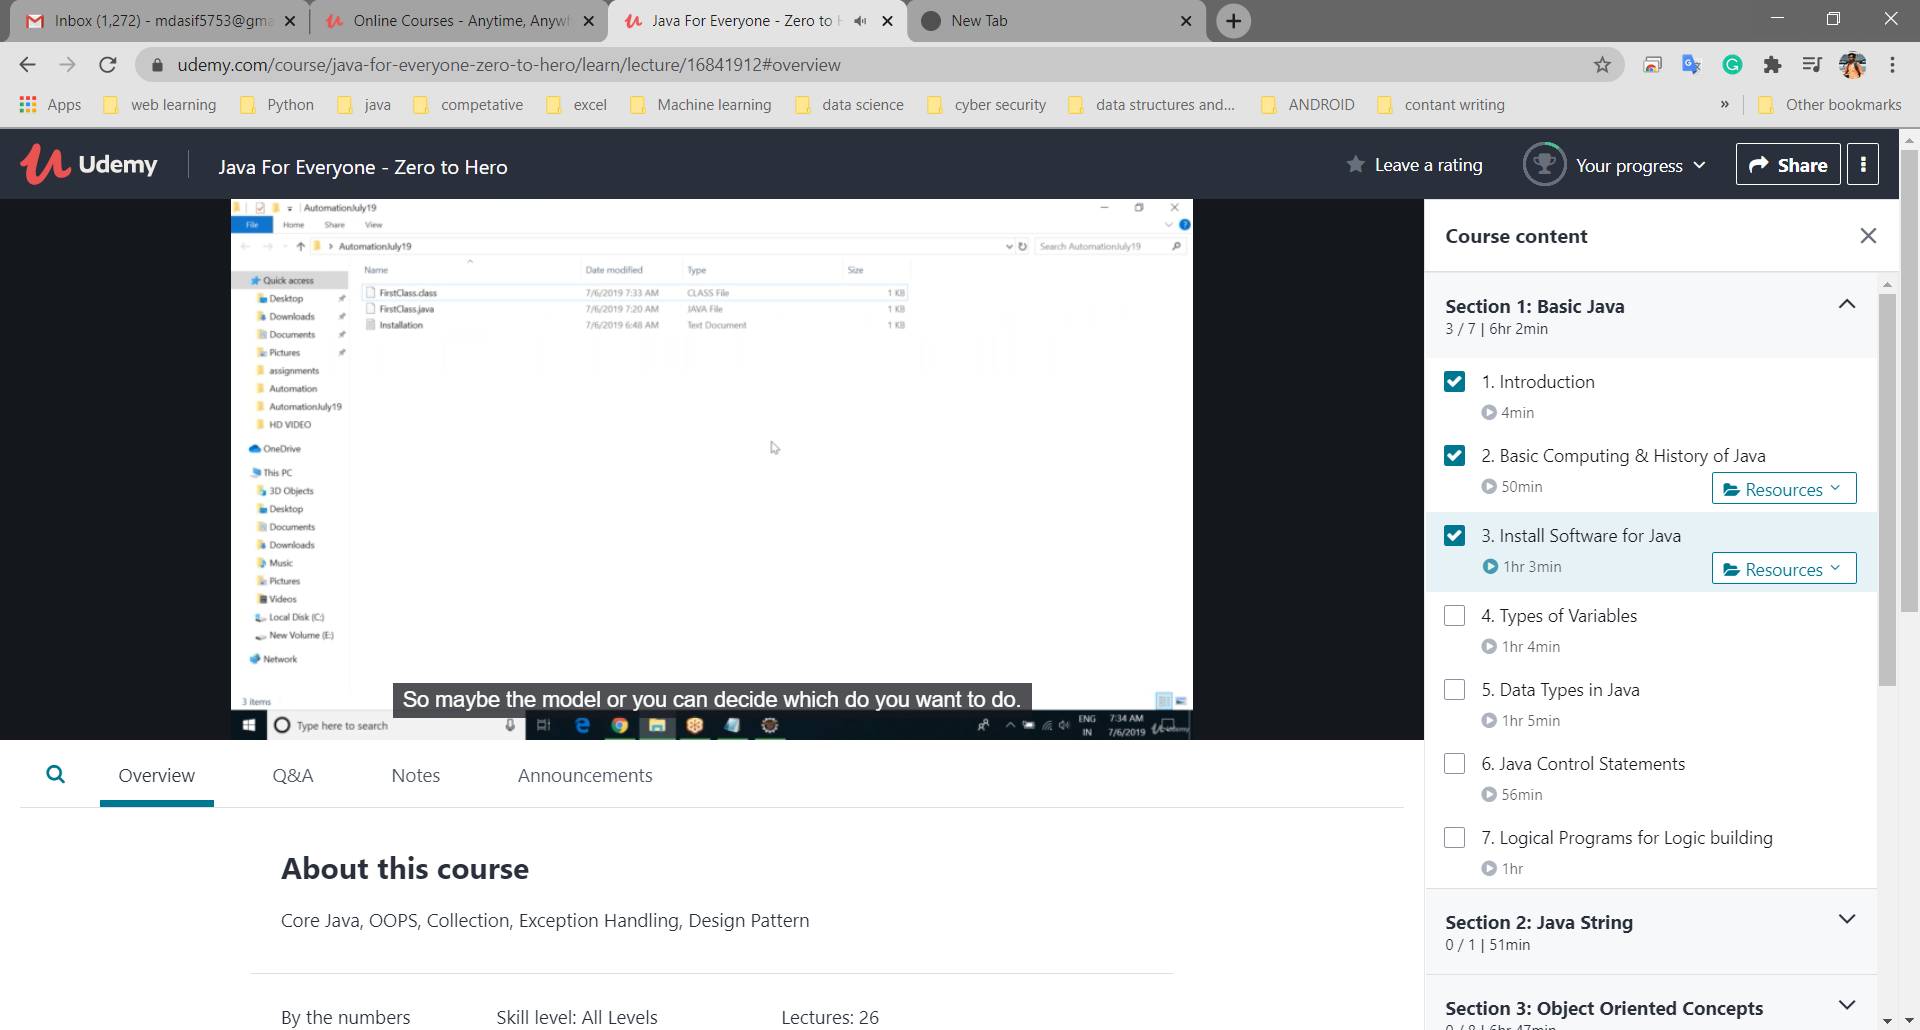 Inbox (1,272) - mdasif5753@gma
Online Courses - Anytime, Anywh
Java For Everyone - Zero to H
New Tab
udemy.com/course/java-for-everyone-zero-to-hero/learn/lecture/16841912#overview
Apps web learning Python java competative excel Machine learning data science cyber security data structures and... ANDROID contant writing » Other bookmarks
Udemy Java For Everyone - Zero to Hero Leave a rating Your progress Share
AutomationJuly19
File Home Share View
AutomationJuly19 Search AutomationJuly19
Name Date modified Type Size
FirstClass.class 7/6/2019 7:33 AM CLASS File 1 KB
FirstClass.java 7/6/2019 7:20 AM JAVA File 1 KB
Installation 7/6/2019 6:48 AM Text Document 1 KB
Quick access
Desktop
Downloads
Documents
Pictures
assignments
Automation
AutomationJuly19
HD VIDEO
OneDrive
This PC
3D Objects
Desktop
Documents
Downloads
Music
Pictures
Videos
Local Disk (C:)
New Volume (E:)
Network
3 items
So maybe the model or you can decide which do you want to do.
Type here to search
ENG
IN
7:34 AM
7/6/2019
Udemy
Course content
Section 1: Basic Java
3 / 7 | 6hr 2min
1. Introduction
4min
2. Basic Computing & History of Java
50min
Resources
3. Install Software for Java
1hr 3min
Resources
4. Types of Variables
1hr 4min
5. Data Types in Java
1hr 5min
6. Java Control Statements
56min
7. Logical Programs for Logic building
1hr
Section 2: Java String
0 / 1 | 51min
Section 3: Object Oriented Concepts
0 / 8 | 6hr 47min
Overview Q&A Notes Announcements
About this course
Core Java, OOPS, Collection, Exception Handling, Design Pattern
By the numbers Skill level: All Levels Lectures: 26